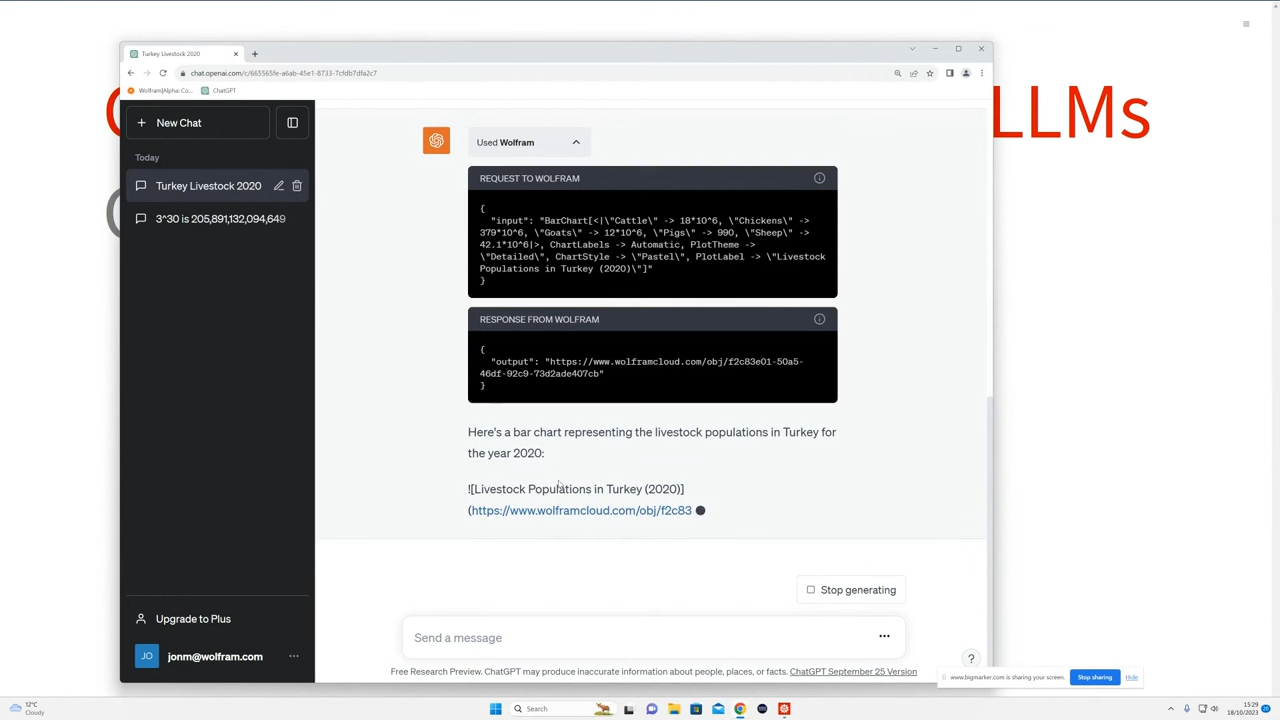 LLMs
Turkey Livestock 2020
chat.openai.com/c/665565fe-a6ab-45e1-8733-7cfdb7dfa2c7
Wolfram|Alpha: Co...
ChatGPT
New Chat
Today
Turkey Livestock 2020
3^30 is 205,891,132,094,649
Upgrade to Plus
JO
jonm@wolfram.com
Used Wolfram
REQUEST TO WOLFRAM
{
"input": "BarChart[<|\"Cattle\" -> 18*10^6, \"Chickens\" ->
379*10^6, \"Goats\" -> 12*10^6, \"Pigs\" -> 990, \"Sheep\" ->
42.1*10^6|>, ChartLabels -> Automatic, PlotTheme ->
\"Detailed\", ChartStyle -> \"Pastel\", PlotLabel -> \"Livestock
Populations in Turkey (2020)\"]"
}
RESPONSE FROM WOLFRAM
{
"output": "https://www.wolframcloud.com/obj/f2c83e01-50a5-
46df-92c9-73d2ade407cb"
}
Here's a bar chart representing the livestock populations in Turkey for
the year 2020:
![Livestock Populations in Turkey (2020)]
(https://www.wolframcloud.com/obj/f2c83
Stop generating
Send a message
Free Research Preview. ChatGPT may produce inaccurate information about people, places, or facts. ChatGPT September 25 Version
?
www.bigmarker.com is sharing your screen.
Stop sharing
Hide
12°C
Cloudy
Search
15:29
18/10/2023